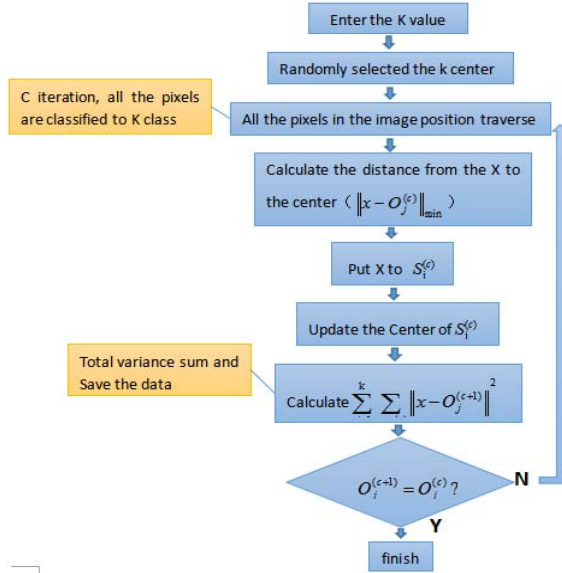 Enter the K value
Randomly selected the k center
C iteration, all the pixels
are classified to K class
All the pixels in the image position traverse
Calculate the distance from the X to
the center（ ‖x − O_j^(c)‖_min ）
Put X to S_i^(c)
Update the Center of S_i^(c)
Total variance sum and
Save the data
Calculate ∑^k ∑ ‖x − O_j^(c+1)‖^2
O_i^(c+1) = O_i^(c) ?
N
Y
finish